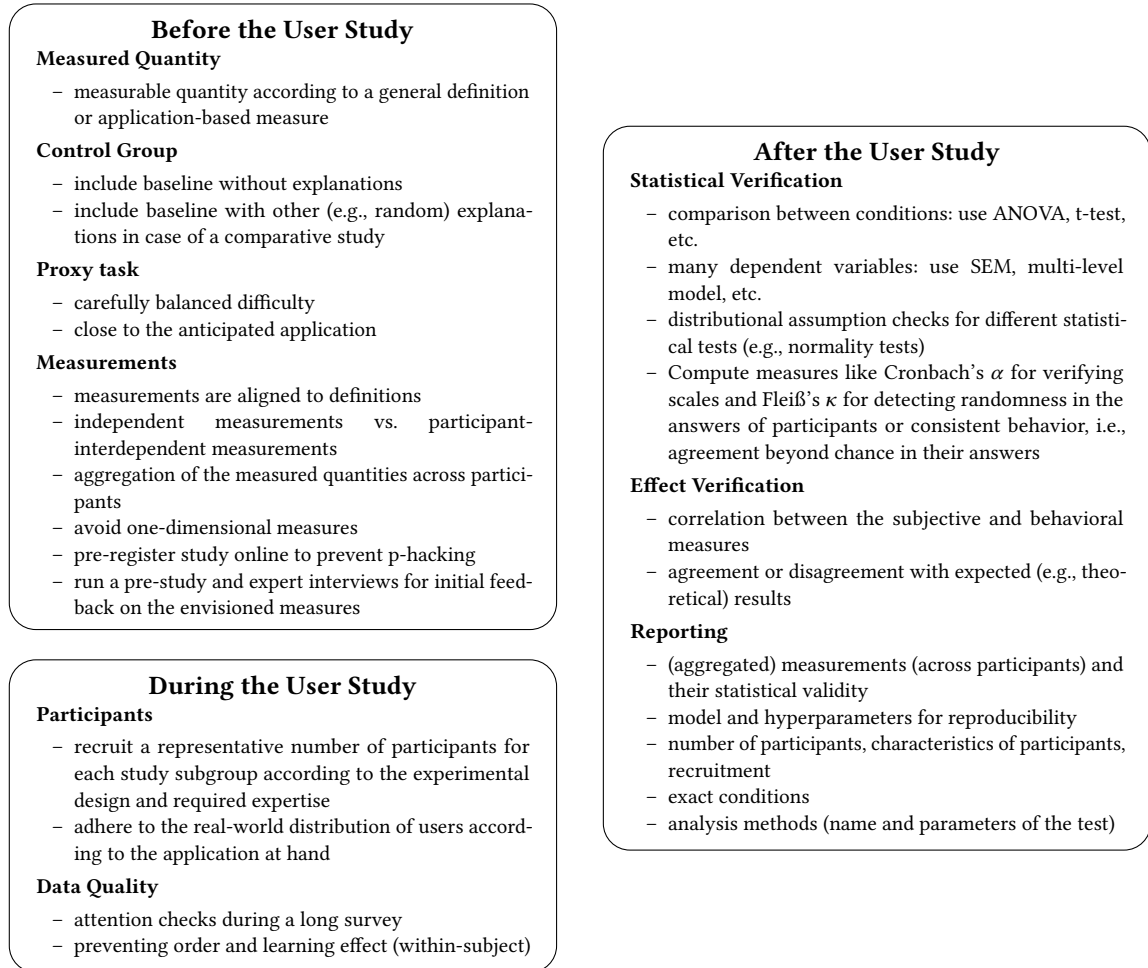 Before the User Study
Measured Quantity
– measurable quantity according to a general definition
or application-based measure
Control Group
– include baseline without explanations
– include baseline with other (e.g., random) explana-
tions in case of a comparative study
Proxy task
– carefully balanced difficulty
– close to the anticipated application
Measurements
– measurements are aligned to definitions
– independent measurements vs. participant-
interdependent measurements
– aggregation of the measured quantities across partici-
pants
– avoid one-dimensional measures
– pre-register study online to prevent p-hacking
– run a pre-study and expert interviews for initial feed-
back on the envisioned measures
During the User Study
Participants
– recruit a representative number of participants for
each study subgroup according to the experimental
design and required expertise
– adhere to the real-world distribution of users accord-
ing to the application at hand
Data Quality
– attention checks during a long survey
– preventing order and learning effect (within-subject)
After the User Study
Statistical Verification
– comparison between conditions: use ANOVA, t-test,
etc.
– many dependent variables: use SEM, multi-level
model, etc.
– distributional assumption checks for different statisti-
cal tests (e.g., normality tests)
– Compute measures like Cronbach's α for verifying
scales and Fleiß's κ for detecting randomness in the
answers of participants or consistent behavior, i.e.,
agreement beyond chance in their answers
Effect Verification
– correlation between the subjective and behavioral
measures
– agreement or disagreement with expected (e.g., theo-
retical) results
Reporting
– (aggregated) measurements (across participants) and
their statistical validity
– model and hyperparameters for reproducibility
– number of participants, characteristics of participants,
recruitment
– exact conditions
– analysis methods (name and parameters of the test)